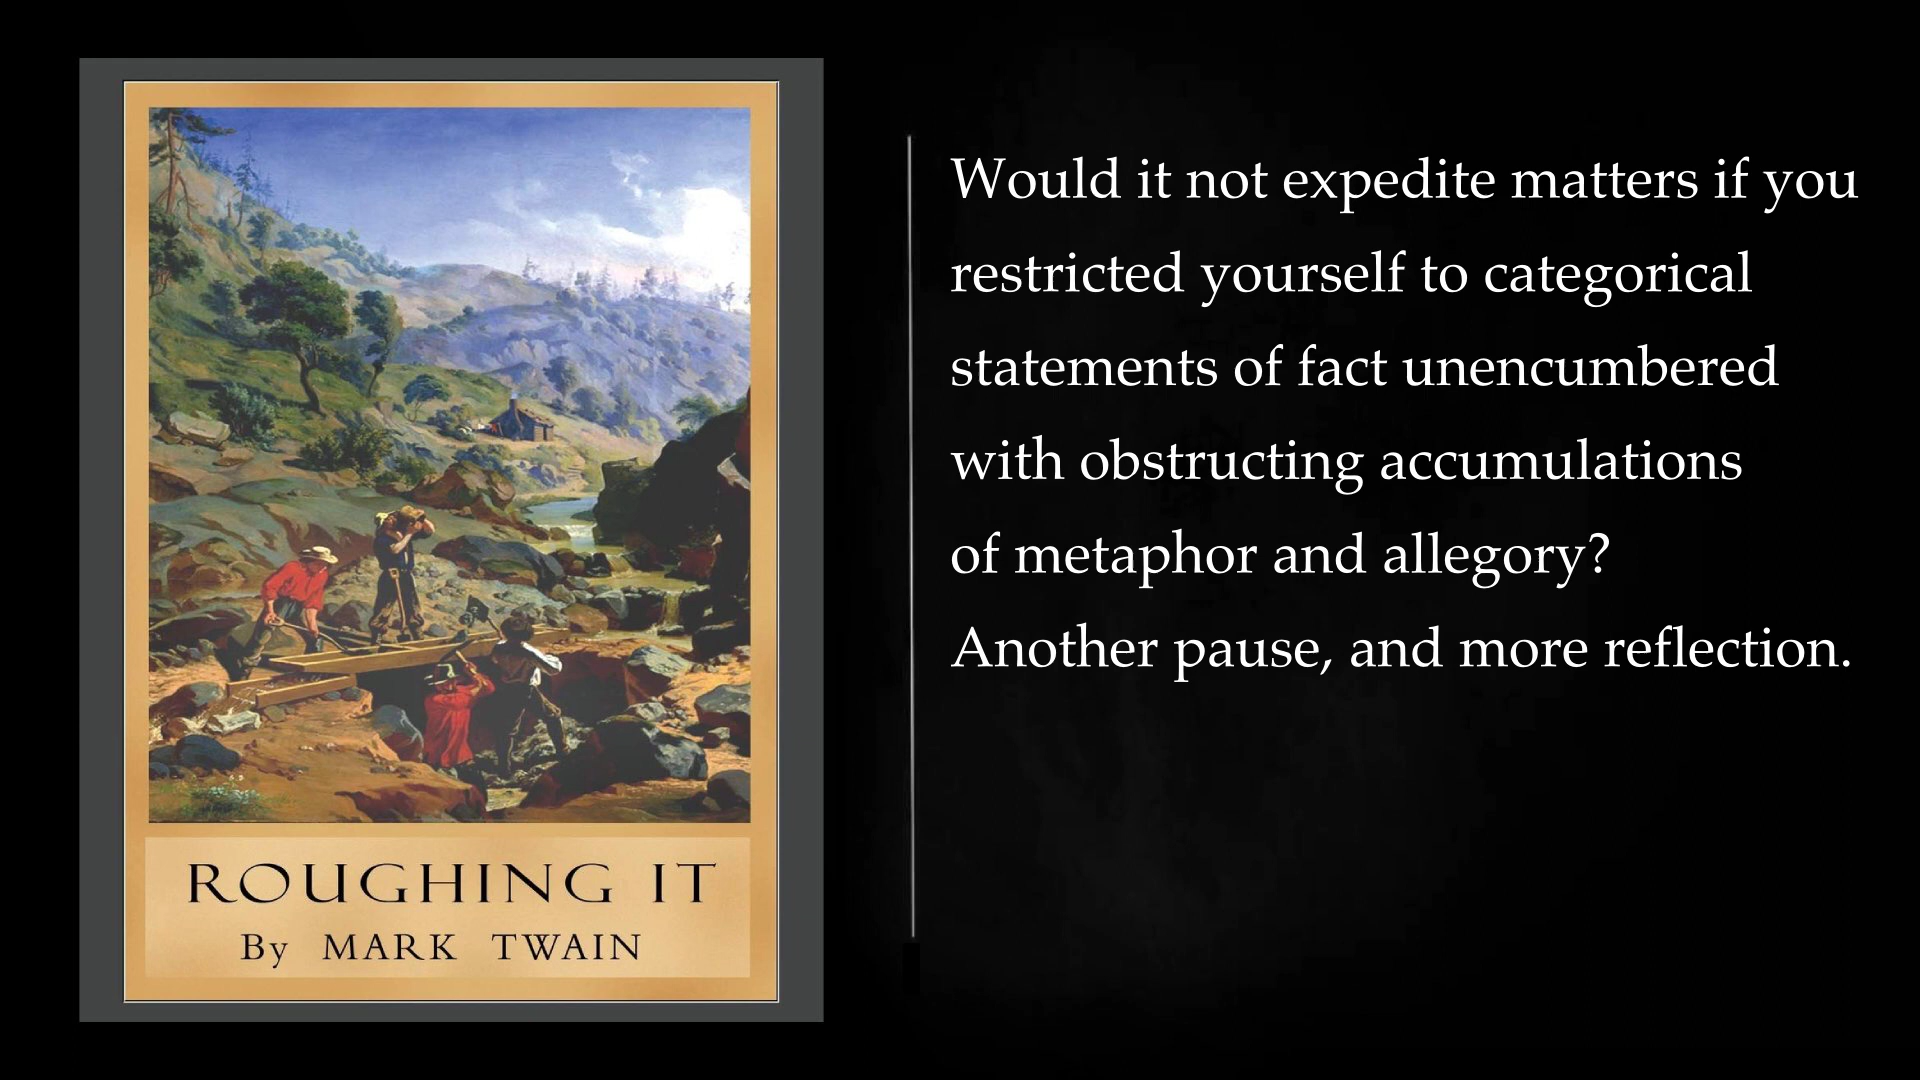 ROUGHING IT
By MARK TWAIN
Would it not expedite matters if you
restricted yourself to categorical
statements of fact unencumbered
with obstructing accumulations
of metaphor and allegory?
Another pause, and more reflection.